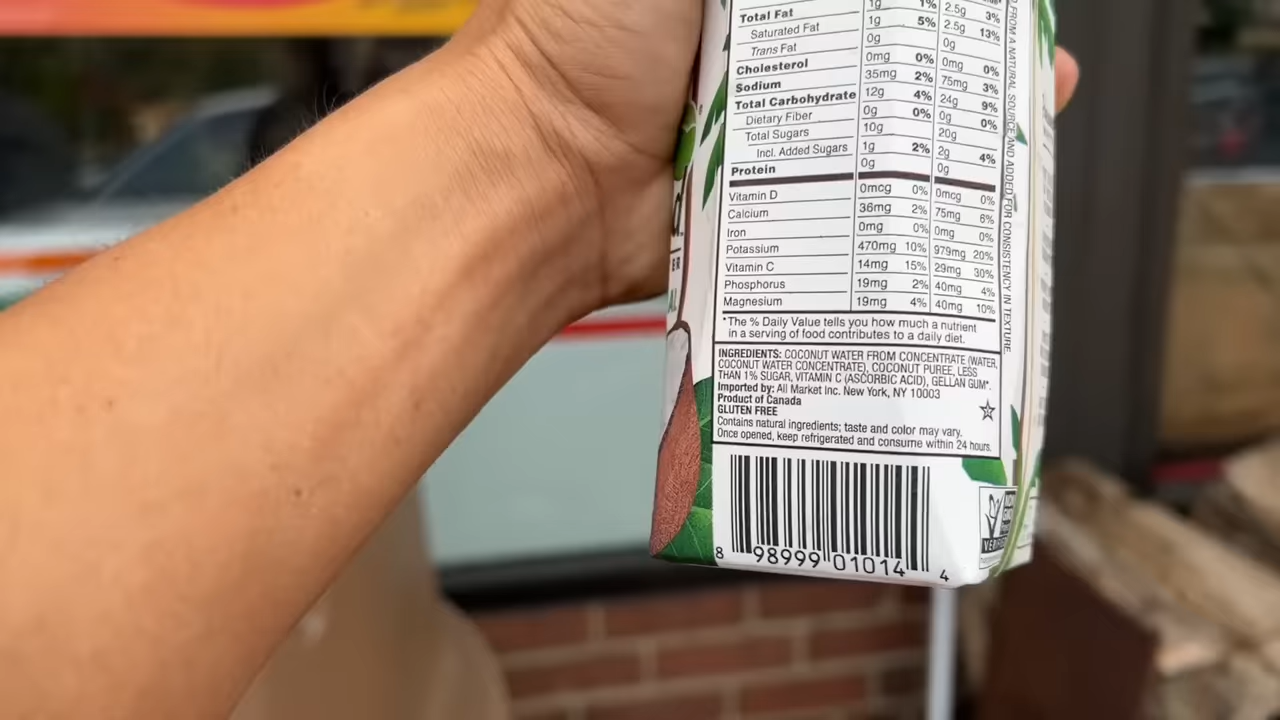 1g 1% 2.5g 3%
Total Fat 1g 5% 2.5g 13%
Saturated Fat 0g 0g
Trans Fat 0mg 0% 0mg 0%
Cholesterol 35mg 2% 75mg 3%
Sodium 12g 4% 24g 9%
Total Carbohydrate 0g 0% 0g 0%
Dietary Fiber 10g 20g
Total Sugars 1g 2% 2g 4%
Incl. Added Sugars 0g 0g
Protein
Vitamin D 0mcg 0% 0mcg 0%
Calcium 36mg 2% 75mg 6%
Iron 0mg 0% 0mg 0%
Potassium 470mg 10% 979mg 20%
Vitamin C 14mg 15% 29mg 30%
Phosphorus 19mg 2% 40mg 4%
Magnesium 19mg 4% 40mg 10%
*The % Daily Value tells you how much a nutrient
in a serving of food contributes to a daily diet.
INGREDIENTS: COCONUT WATER FROM CONCENTRATE (WATER,
COCONUT WATER CONCENTRATE), COCONUT PUREE, LESS
THAN 1% SUGAR, VITAMIN C (ASCORBIC ACID), GELLAN GUM*.
Imported by: All Market Inc. New York, NY 10003
Product of Canada
GLUTEN FREE
Contains natural ingredients; taste and color may vary.
Once opened, keep refrigerated and consume within 24 hours.
FROM A NATURAL SOURCE AND ADDED FOR CONSISTENCY IN TEXTURE
8 98999 01014 4